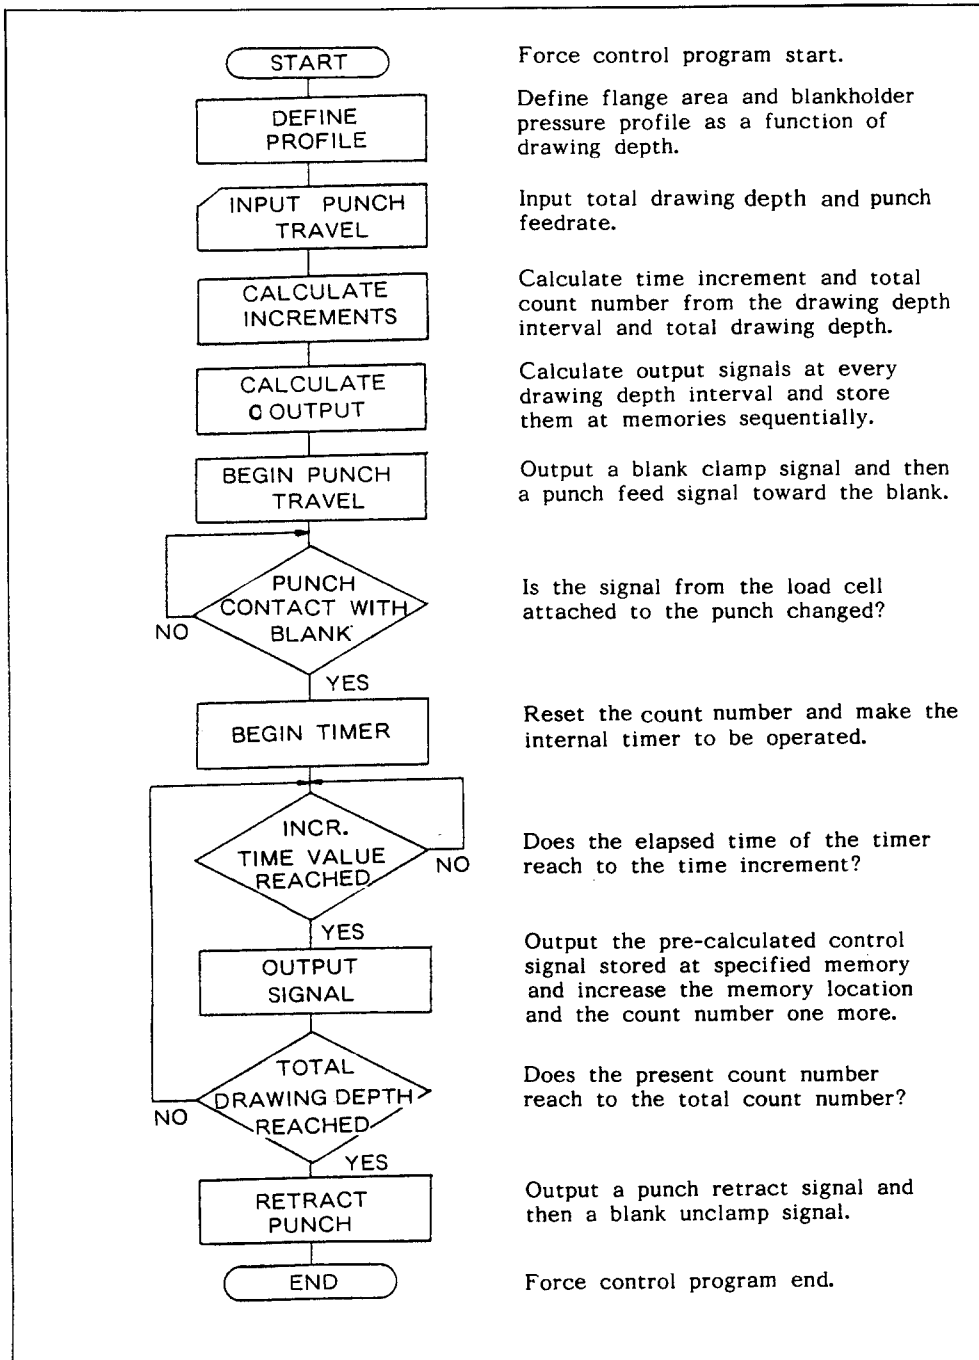 START
Force control program start.
DEFINE
PROFILE
Define flange area and blankholder
pressure profile as a function of
drawing depth.
INPUT PUNCH
TRAVEL
Input total drawing depth and punch
feedrate.
CALCULATE
INCREMENTS
Calculate time increment and total
count number from the drawing depth
interval and total drawing depth.
CALCULATE
O OUTPUT
Calculate output signals at every
drawing depth interval and store
them at memories sequentially.
BEGIN PUNCH
TRAVEL
Output a blank clamp signal and then
a punch feed signal toward the blank.
PUNCH
CONTACT WITH
BLANK
NO
YES
Is the signal from the load cell
attached to the punch changed?
BEGIN TIMER
Reset the count number and make the
internal timer to be operated.
INCR.
TIME VALUE
REACHED
NO
YES
Does the elapsed time of the timer
reach to the time increment?
OUTPUT
SIGNAL
Output the pre-calculated control
signal stored at specified memory
and increase the memory location
and the count number one more.
TOTAL
DRAWING DEPTH
REACHED
NO
YES
Does the present count number
reach to the total count number?
RETRACT
PUNCH
Output a punch retract signal and
then a blank unclamp signal.
END
Force control program end.